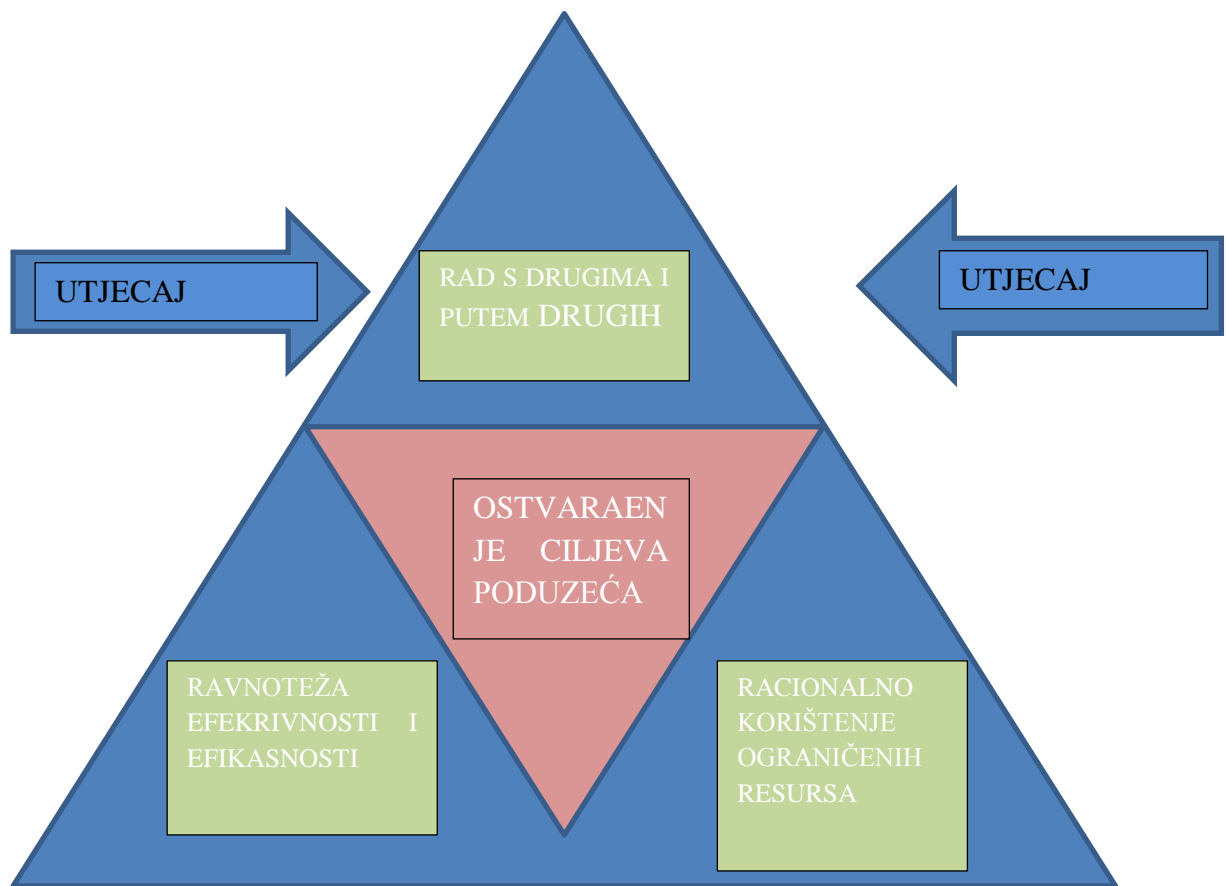 UTJECAJ
UTJECAJ
RAD S DRUGIMA I
PUTEM DRUGIH
OSTVARAEN
JE CILJEVA
PODUZEĆA
RAVNOTEŽA
EFEKRIVNOSTI I
EFIKASNOSTI
RACIONALNO
KORIŠTENJE
OGRANIČENIH
RESURSA